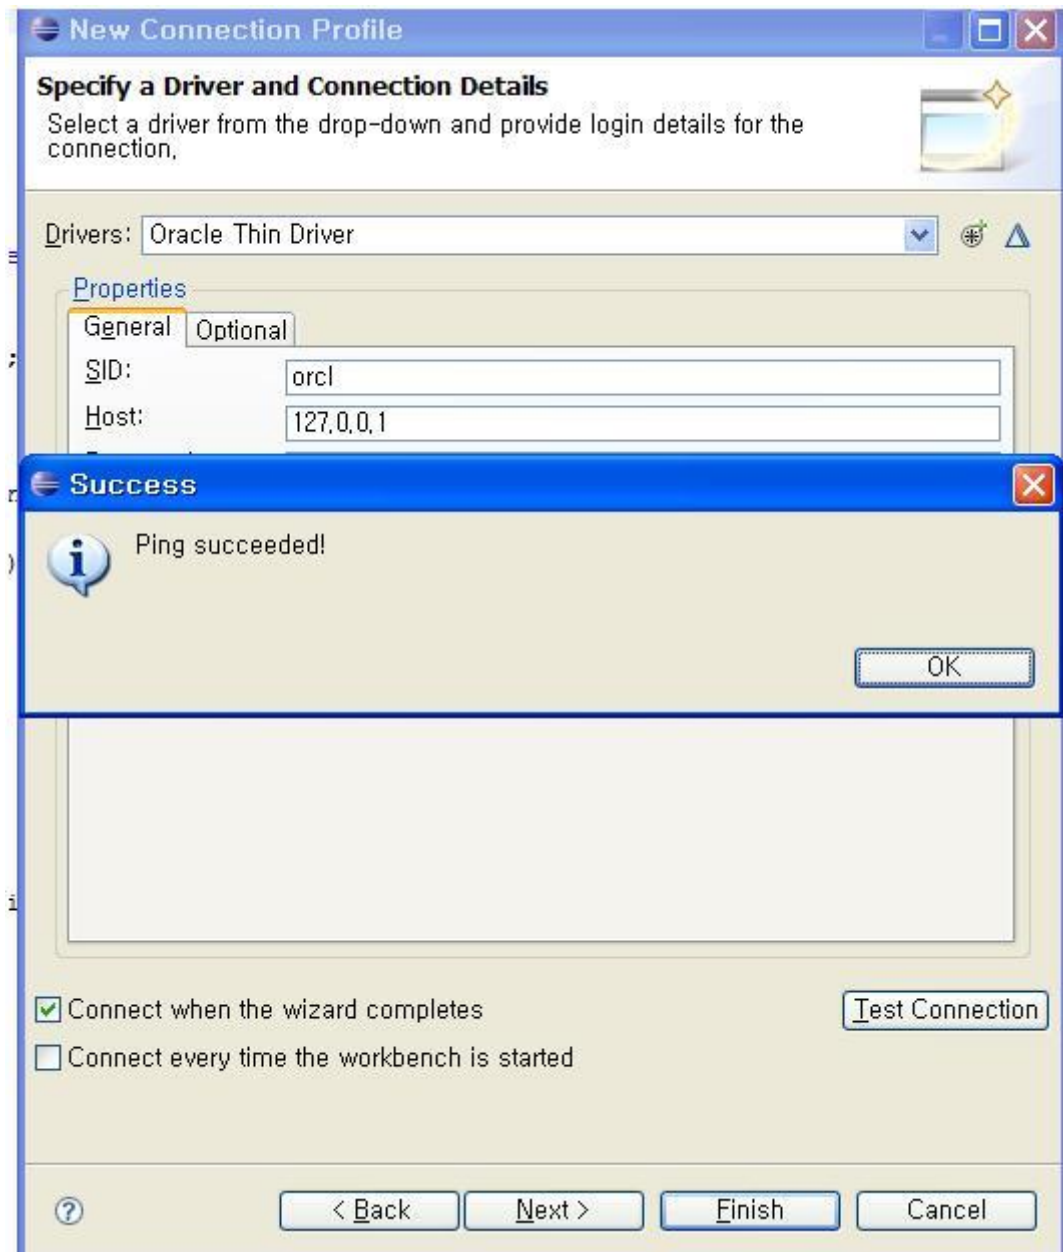 New Connection Profile
Specify a Driver and Connection Details
Select a driver from the drop-down and provide login details for the
connection,
Drivers: Oracle Thin Driver
Properties
General Optional
SID: orcl
Host: 127,0,0,1
Success
Ping succeeded!
OK
Connect when the wizard completes
Test Connection
Connect every time the workbench is started
< Back Next > Finish Cancel